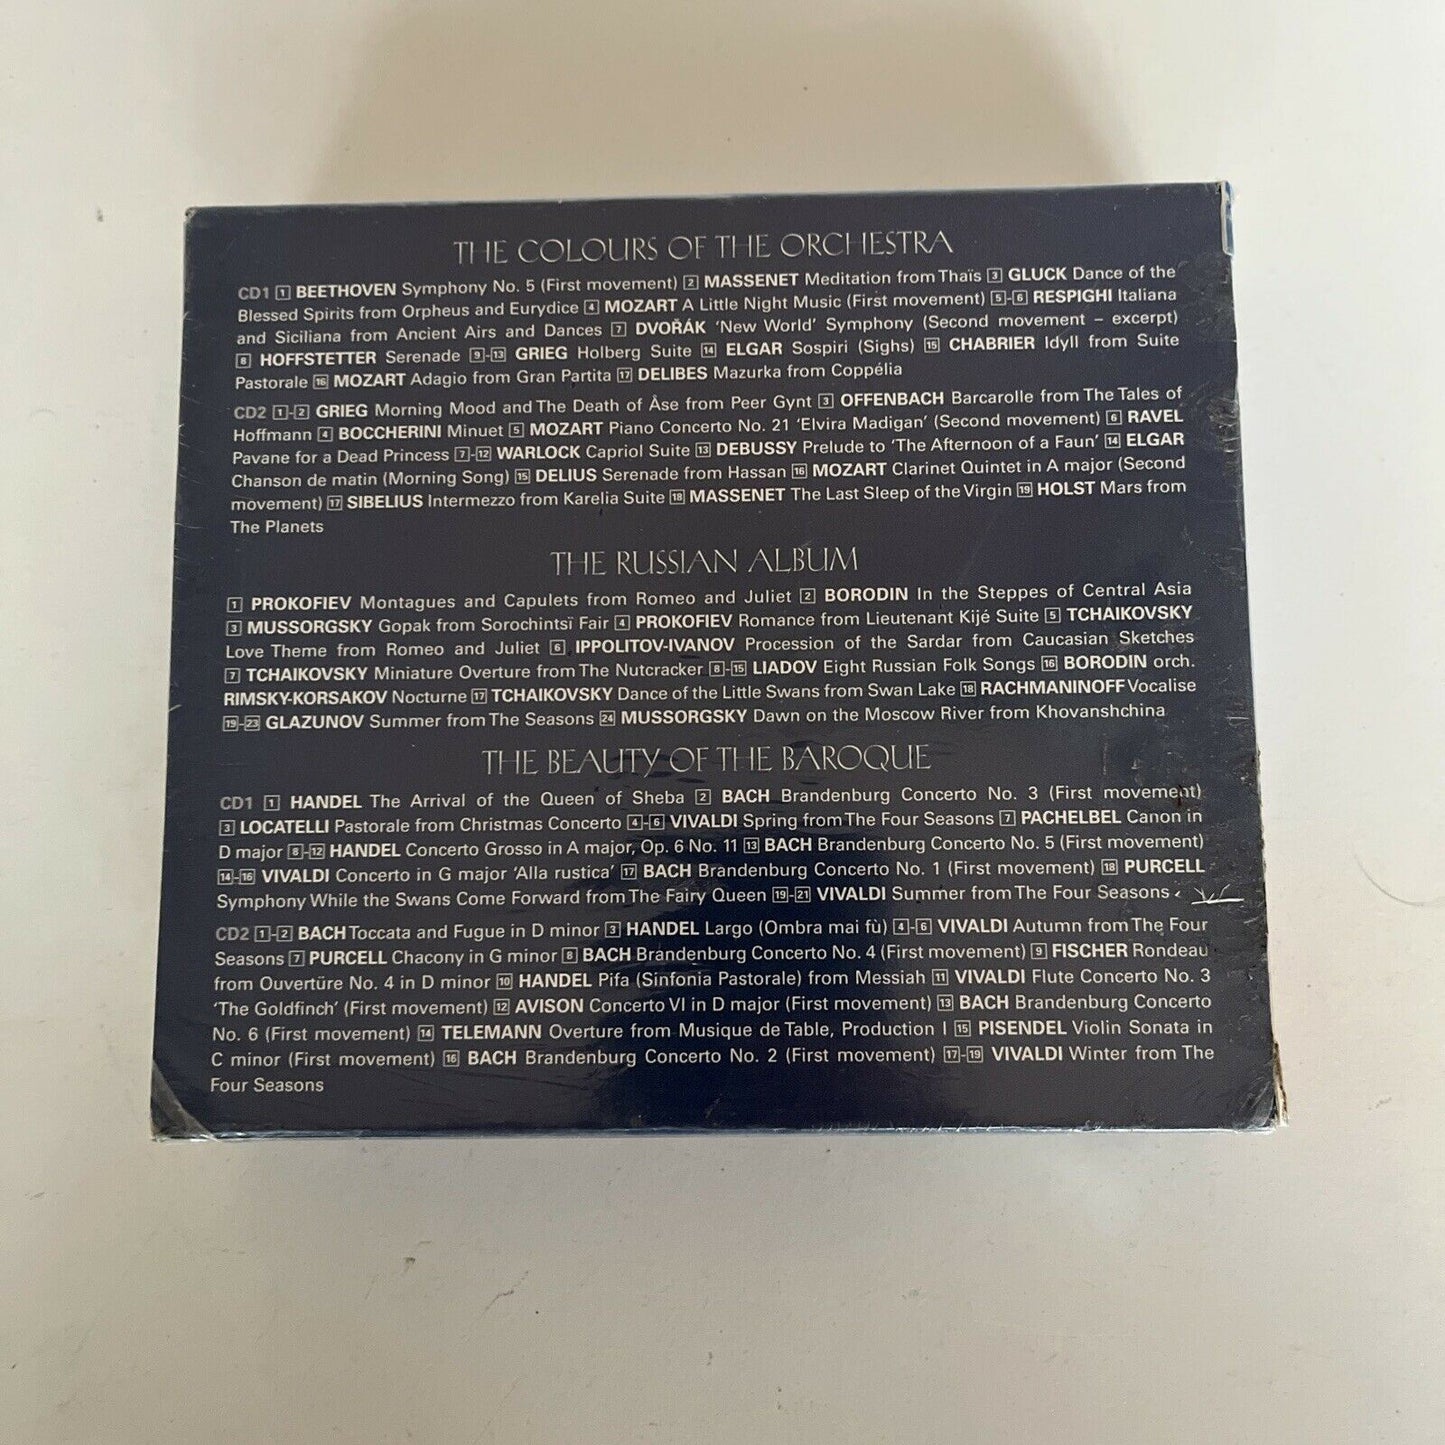 THE COLOURS OF THE ORCHESTRA
CD1 1 BEETHOVEN Symphony No. 5 (First movement) 2 MASSENET Meditation from Thaïs 3 GLUCK Dance of the
Blessed Spirits from Orpheus and Eurydice 4 MOZART A Little Night Music (First movement) 5-6 RESPIGHI Italiana
and Siciliana from Ancient Airs and Dances 7 DVOŘÁK ‘New World’ Symphony (Second movement – excerpt)
8 HOFFSTETTER Serenade 9-13 GRIEG Holberg Suite 14 ELGAR Sospiri (Sighs) 15 CHABRIER Idyll from Suite
Pastorale 16 MOZART Adagio from Gran Partita 17 DELIBES Mazurka from Coppélia
CD2 1-2 GRIEG Morning Mood and The Death of Åse from Peer Gynt 3 OFFENBACH Barcarolle from The Tales of
Hoffmann 4 BOCCHERINI Minuet 5 MOZART Piano Concerto No. 21 ‘Elvira Madigan’ (Second movement) 6 RAVEL
Pavane for a Dead Princess 7-12 WARLOCK Capriol Suite 13 DEBUSSY Prelude to ‘The Afternoon of a Faun’ 14 ELGAR
Chanson de matin (Morning Song) 15 DELIUS Serenade from Hassan 16 MOZART Clarinet Quintet in A major (Second
movement) 17 SIBELIUS Intermezzo from Karelia Suite 18 MASSENET The Last Sleep of the Virgin 19 HOLST Mars from
The Planets
THE RUSSIAN ALBUM
1 PROKOFIEV Montagues and Capulets from Romeo and Juliet 2 BORODIN In the Steppes of Central Asia
3 MUSSORGSKY Gopak from Sorochintsï Fair 4 PROKOFIEV Romance from Lieutenant Kijé Suite 5 TCHAIKOVSKY
Love Theme from Romeo and Juliet 6 IPPOLITOV-IVANOV Procession of the Sardar from Caucasian Sketches
7 TCHAIKOVSKY Miniature Overture from The Nutcracker 8-15 LIADOV Eight Russian Folk Songs 16 BORODIN orch.
RIMSKY-KORSAKOV Nocturne 17 TCHAIKOVSKY Dance of the Little Swans from Swan Lake 18 RACHMANINOFF Vocalise
19-23 GLAZUNOV Summer from The Seasons 24 MUSSORGSKY Dawn on the Moscow River from Khovanshchina
THE BEAUTY OF THE BAROQUE
CD1 1 HANDEL The Arrival of the Queen of Sheba 2 BACH Brandenburg Concerto No. 3 (First movement)
3 LOCATELLI Pastorale from Christmas Concerto 4-6 VIVALDI Spring from The Four Seasons 7 PACHELBEL Canon in
D major 8-12 HANDEL Concerto Grosso in A major, Op. 6 No. 11 13 BACH Brandenburg Concerto No. 5 (First movement)
14-16 VIVALDI Concerto in G major ‘Alla rustica’ 17 BACH Brandenburg Concerto No. 1 (First movement) 18 PURCELL
Symphony While the Swans Come Forward from The Fairy Queen 19-21 VIVALDI Summer from The Four Seasons
CD2 1-2 BACH Toccata and Fugue in D minor 3 HANDEL Largo (Ombra mai fù) 4-6 VIVALDI Autumn from The Four
Seasons 7 PURCELL Chacony in G minor 8 BACH Brandenburg Concerto No. 4 (First movement) 9 FISCHER Rondeau
from Ouvertüre No. 4 in D minor 10 HANDEL Pifa (Sinfonia Pastorale) from Messiah 11 VIVALDI Flute Concerto No. 3
‘The Goldfinch’ (First movement) 12 AVISON Concerto VI in D major (First movement) 13 BACH Brandenburg Concerto
No. 6 (First movement) 14 TELEMANN Overture from Musique de Table, Production I 15 PISENDEL Violin Sonata in
C minor (First movement) 16 BACH Brandenburg Concerto No. 2 (First movement) 17-19 VIVALDI Winter from The
Four Seasons